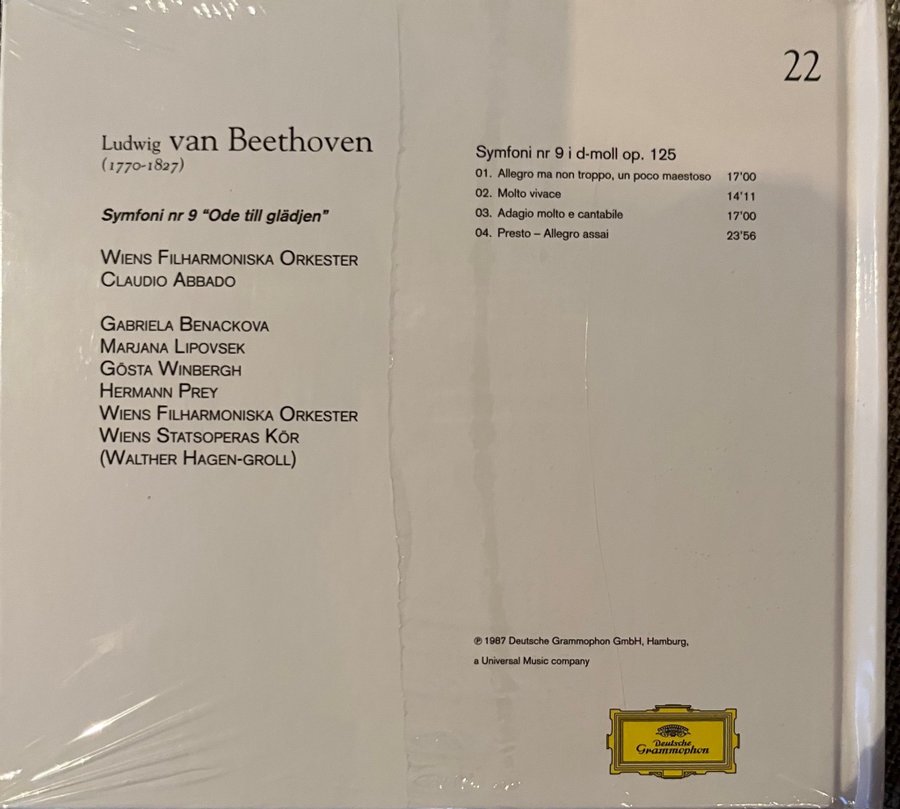 22
Ludwig van Beethoven
(1770-1827)
Symfoni nr 9 "Ode till glädjen"
WIENS FILHARMONISKA ORKESTER
CLAUDIO ABBADO
GABRIELA BENACKOVA
MARJANA LIPOVSEK
GÖSTA WINBERGH
HERMANN PREY
WIENS FILHARMONISKA ORKESTER
WIENS STATSOPERAS KÖR
(WALTHER HAGEN-GROLL)
Symfoni nr 9 i d-moll op. 125
01. Allegro ma non troppo, un poco maestoso 17'00
02. Molto vivace 14'11
03. Adagio molto e cantabile 17'00
04. Presto – Allegro assai 23'56
℗ 1987 Deutsche Grammophon GmbH, Hamburg,
a Universal Music company
Deutsche
Grammophon